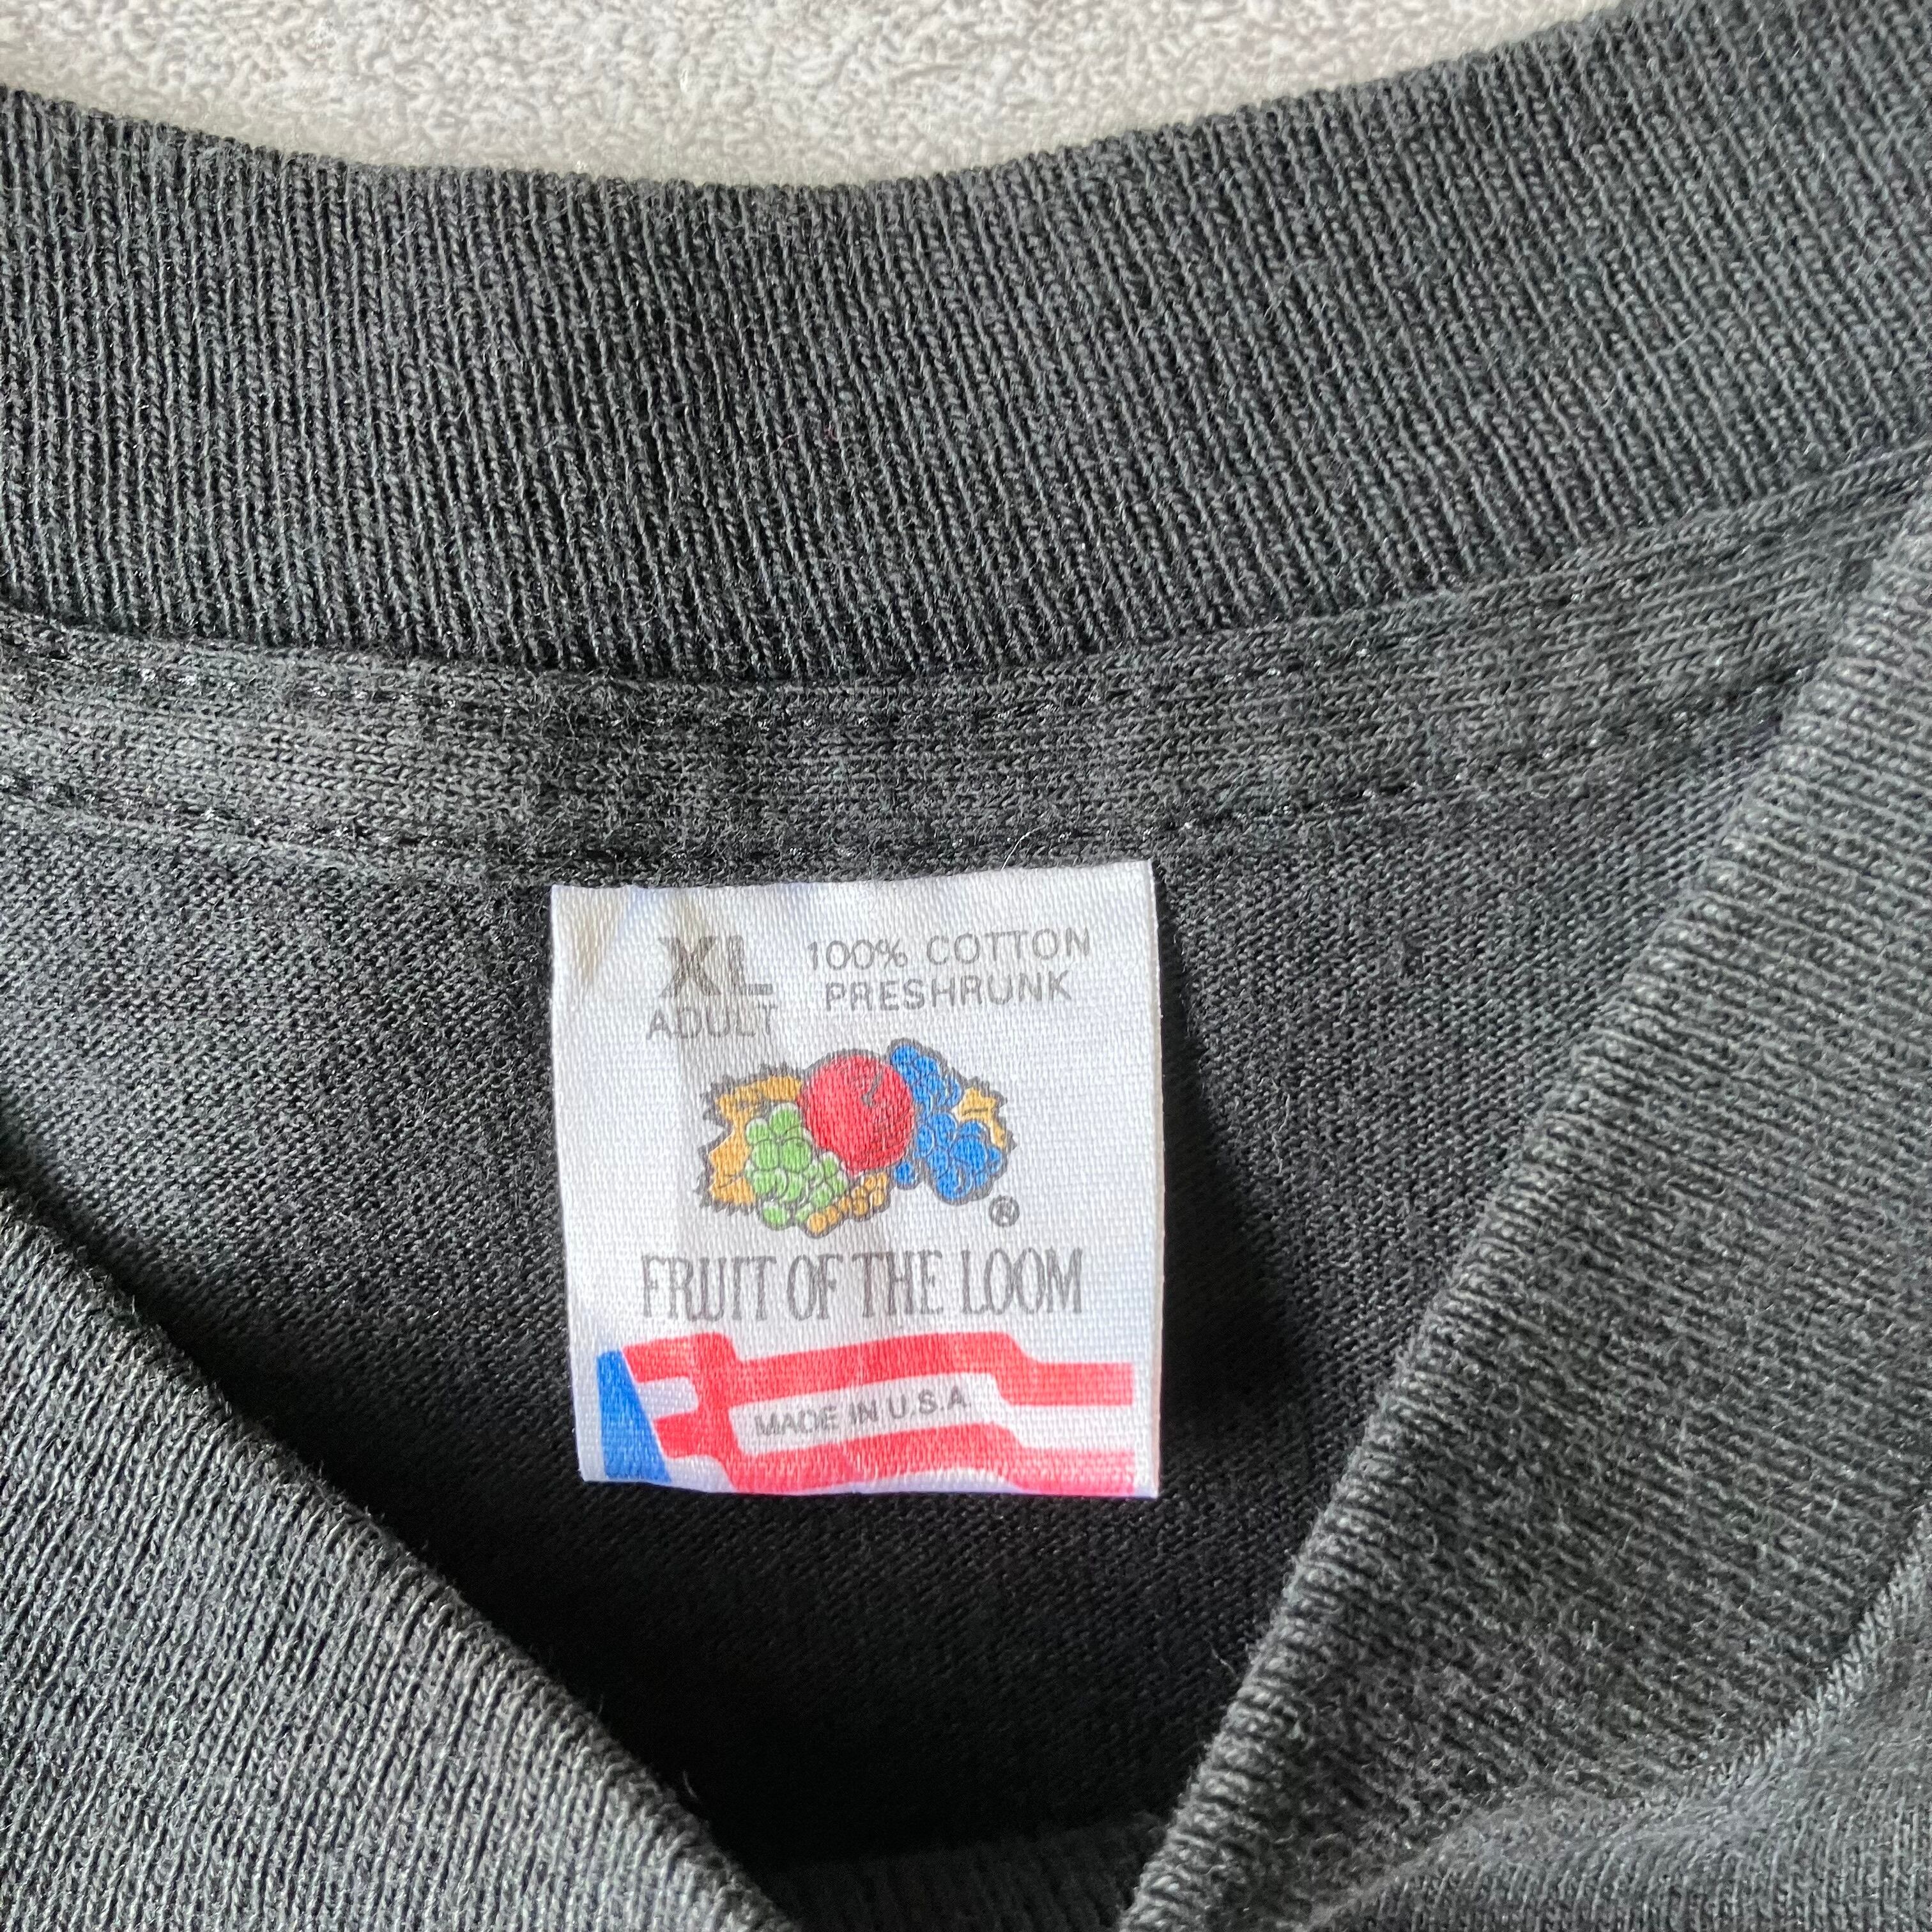 XL
ADULT
100% COTTON
PRESHRUNK
®
FRUIT OF THE LOOM
MADE IN U.S.A